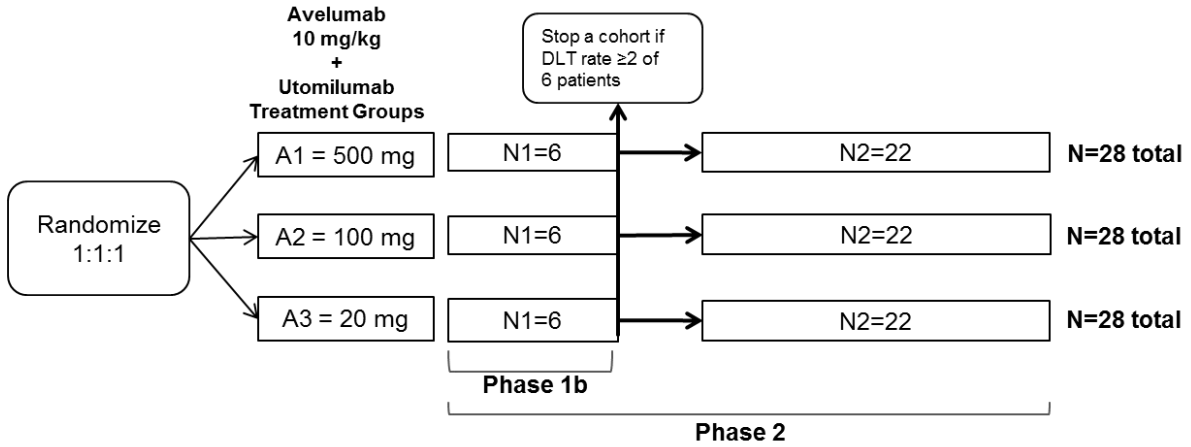 Avelumab
10 mg/kg
+
Utomilumab
Treatment Groups
Stop a cohort if
DLT rate ≥2 of
6 patients
Randomize
1:1:1
A1 = 500 mg
N1=6
N2=22
N=28 total
A2 = 100 mg
N1=6
N2=22
N=28 total
A3 = 20 mg
N1=6
N2=22
N=28 total
Phase 1b
Phase 2